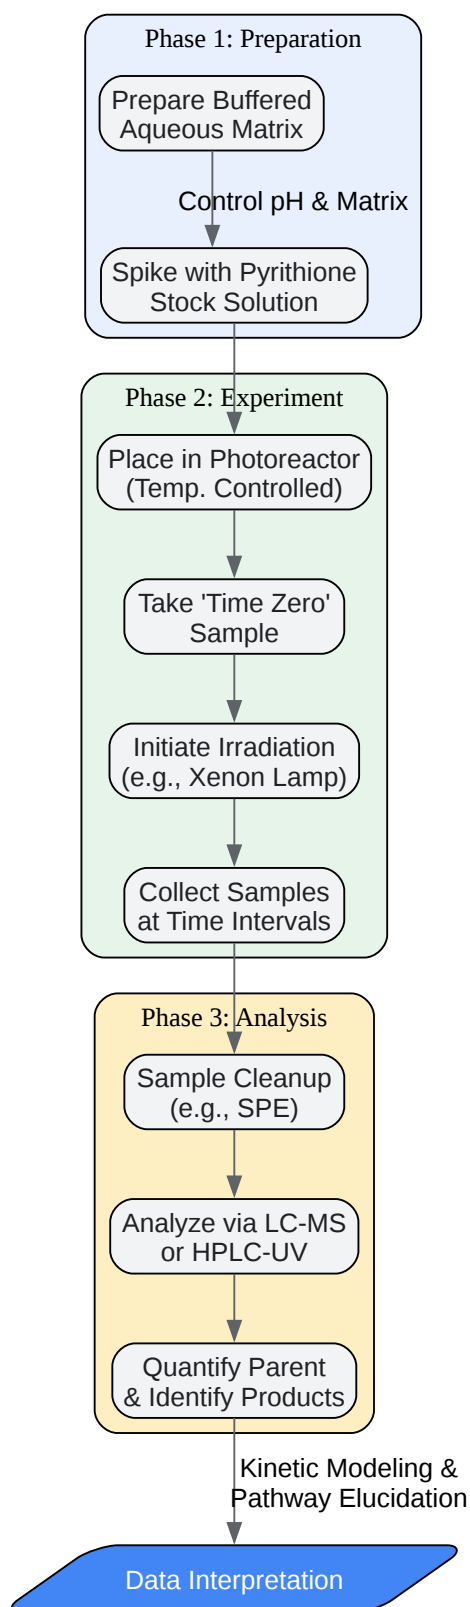 Phase 1: Preparation
Prepare Buffered
Aqueous Matrix
Control pH & Matrix
Spike with Pyrithione
Stock Solution
Phase 2: Experiment
Place in Photoreactor
(Temp. Controlled)
Take 'Time Zero'
Sample
Initiate Irradiation
(e.g., Xenon Lamp)
Collect Samples
at Time Intervals
Phase 3: Analysis
Sample Cleanup
(e.g., SPE)
Analyze via LC-MS
or HPLC-UV
Quantify Parent
& Identify Products
Kinetic Modeling &
Pathway Elucidation
Data Interpretation